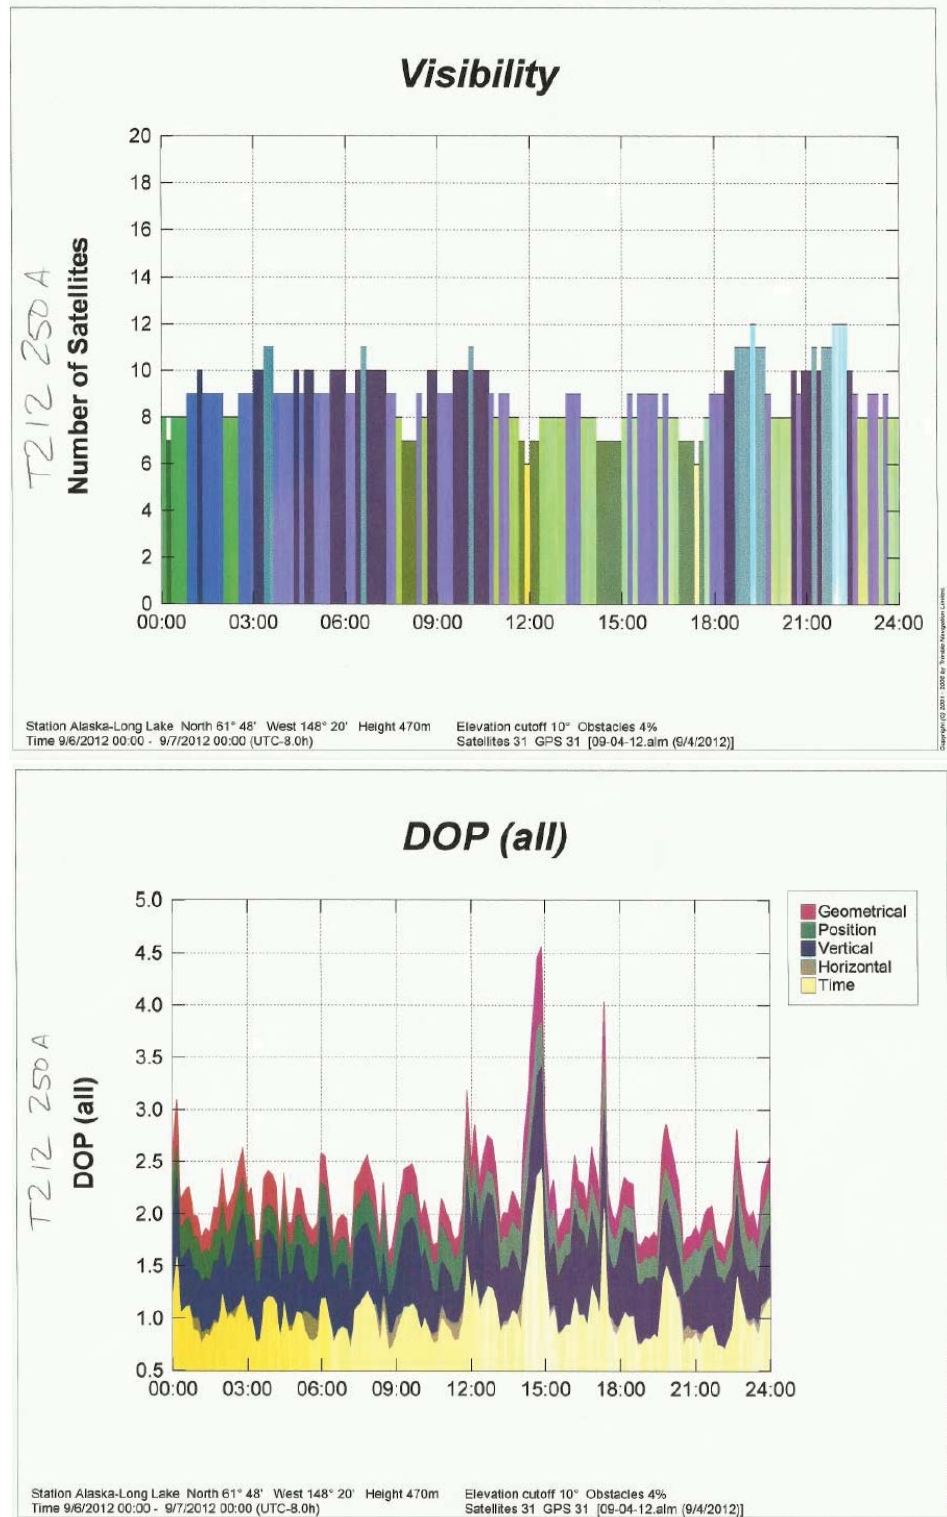 Visibility
T212 250A
Number of Satellites
20
18
16
14
12
10
8
6
4
2
0
00:00 03:00 06:00 09:00 12:00 15:00 18:00 21:00 24:00
Station Alaska-Long Lake North 61° 48' West 148° 20' Height 470m Elevation cutoff 10° Obstacles 4%
Time 9/6/2012 00:00 - 9/7/2012 00:00 (UTC-8.0h) Satellites 31 GPS 31 [09-04-12.alm (9/4/2012)]
DOP (all)
T212 250A
DOP (all)
5.0
4.5
4.0
3.5
3.0
2.5
2.0
1.5
1.0
0.5
00:00 03:00 06:00 09:00 12:00 15:00 18:00 21:00 24:00
Geometrical
Position
Vertical
Horizontal
Time
Station Alaska-Long Lake North 61° 48' West 148° 20' Height 470m Elevation cutoff 10° Obstacles 4%
Time 9/6/2012 00:00 - 9/7/2012 00:00 (UTC-8.0h) Satellites 31 GPS 31 [09-04-12.alm (9/4/2012)]